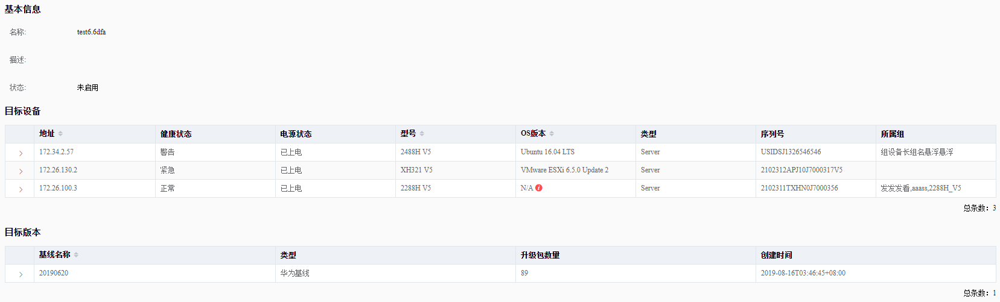 基本信息
名称: test6.6dfa
描述:
状态: 未启用
目标设备
地址 健康状态 电源状态 型号 OS版本 类型 序列号 所属组
172.34.2.57 警告 已上电 2488H V5 Ubuntu 16.04 LTS Server USIDSJ1326546546 组设备长组名悬浮悬浮
172.26.130.2 紧急 已上电 XH321 V5 VMware ESXi 6.5.0 Update 2 Server 2102312APJ10J7000317V5
172.26.100.3 正常 已上电 2288H V5 N/A Server 2102311TXHN0J7000356 发发发看,aaass,2288H_V5
总条数：3
目标版本
基线名称 类型 升级包数量 创建时间
20190620 华为基线 89 2019-08-16T03:46:45+08:00
总条数：1